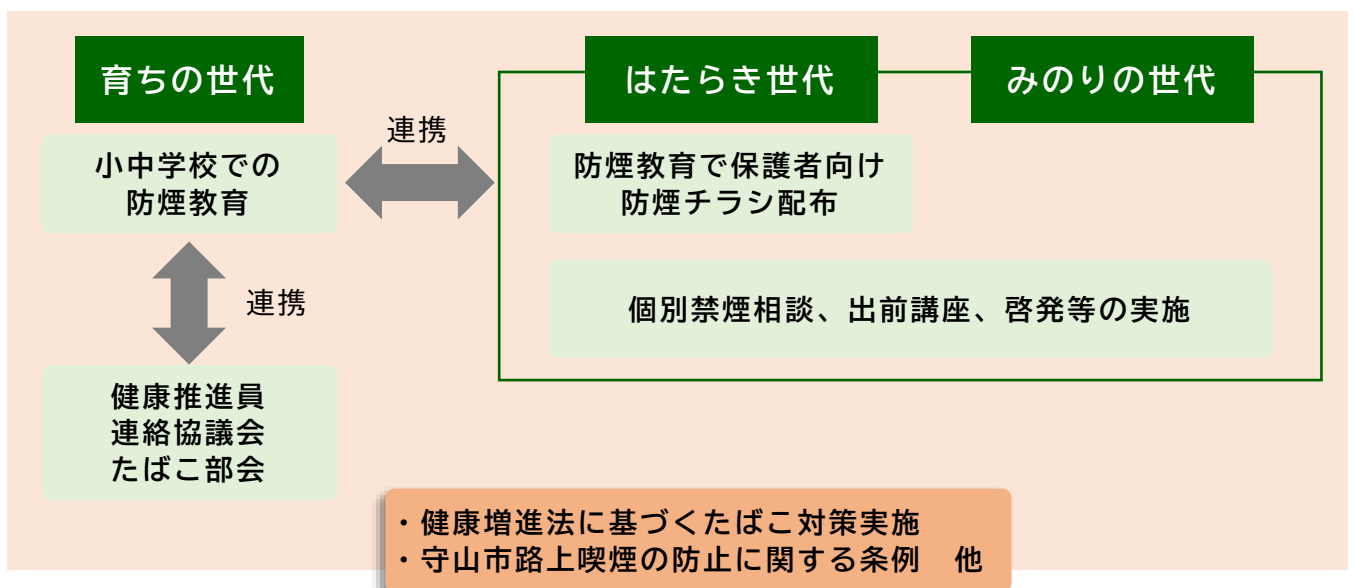 育ちの世代
はたらき世代
みのりの世代
小中学校での
防煙教育
連携
防煙教育で保護者向け
防煙チラシ配布
連携
個別禁煙相談、出前講座、啓発等の実施
健康推進員
連絡協議会
たばこ部会
・健康増進法に基づくたばこ対策実施
・守山市路上喫煙の防止に関する条例　他